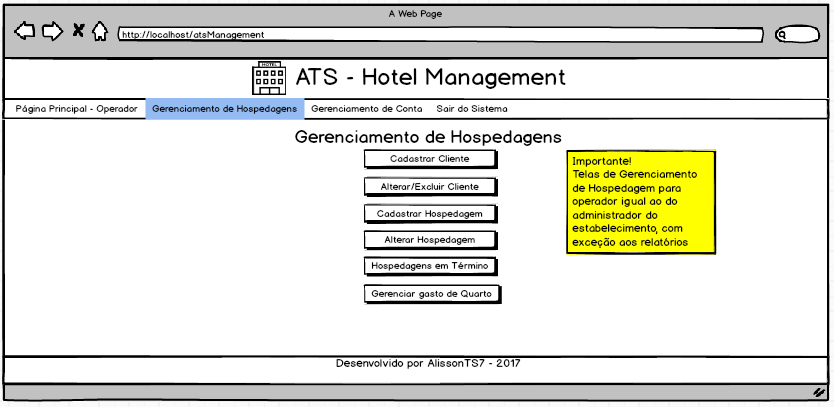 A Web Page
http://localhost/atsManagement
HOTEL
ATS - Hotel Management
Página Principal - Operador
Gerenciamento de Hospedagens
Gerenciamento de Conta
Sair do Sistema
Gerenciamento de Hospedagens
Cadastrar Cliente
Alterar/Excluir Cliente
Cadastrar Hospedagem
Alterar Hospedagem
Hospedagens em Término
Gerenciar gasto de Quarto
Importante!
Telas de Gerenciamento
de Hospedagem para
operador igual ao do
administrador do
estabelecimento, com
exceção aos relatórios
Desenvolvido por AlissonTS7 - 2017